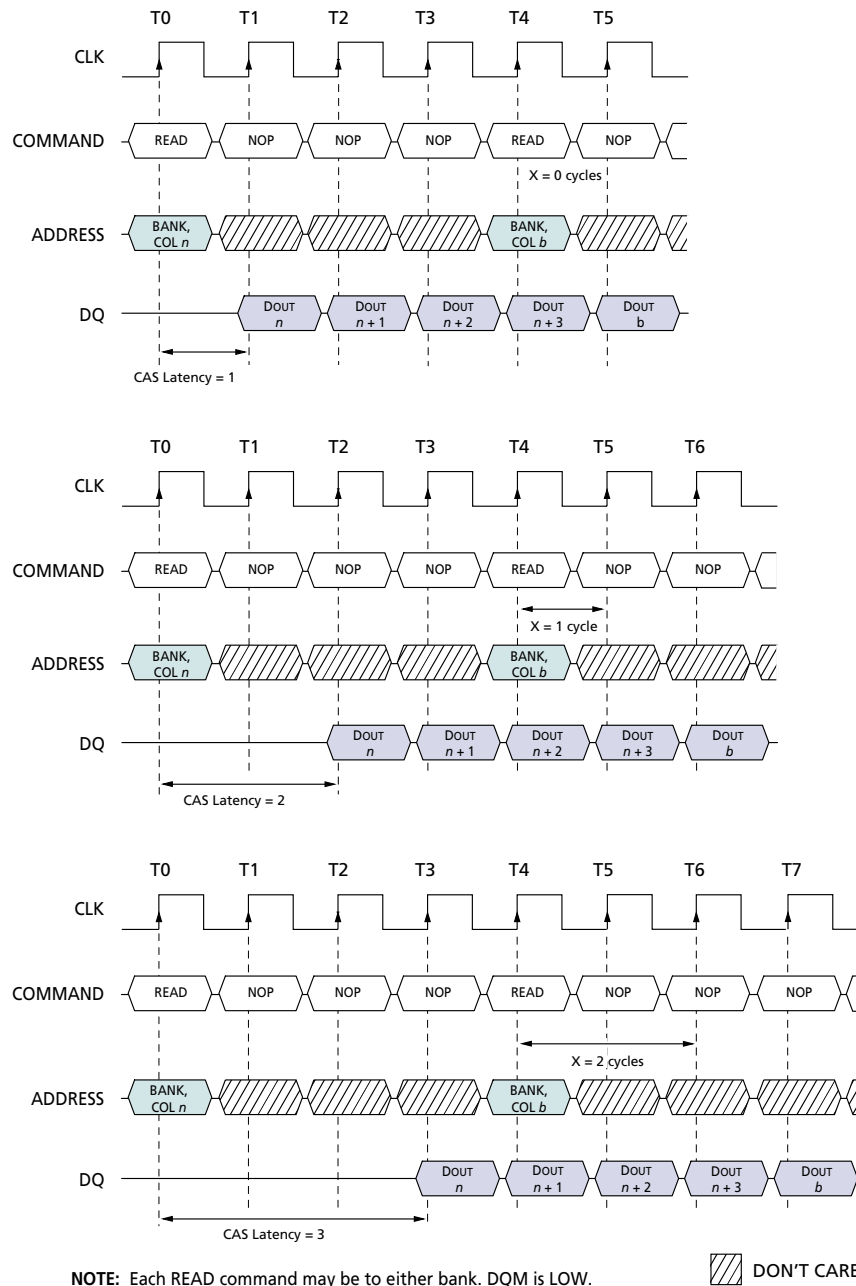 T0 T1 T2 T3 T4 T5
CLK
COMMAND READ NOP NOP NOP READ NOP
X = 0 cycles
ADDRESS BANK, COL n BANK, COL b
DQ DOUT n DOUT n + 1 DOUT n + 2 DOUT n + 3 DOUT b
CAS Latency = 1
T0 T1 T2 T3 T4 T5 T6
CLK
COMMAND READ NOP NOP NOP READ NOP NOP
X = 1 cycle
ADDRESS BANK, COL n BANK, COL b
DQ DOUT n DOUT n + 1 DOUT n + 2 DOUT n + 3 DOUT b
CAS Latency = 2
T0 T1 T2 T3 T4 T5 T6 T7
CLK
COMMAND READ NOP NOP NOP READ NOP NOP NOP
X = 2 cycles
ADDRESS BANK, COL n BANK, COL b
DQ DOUT n DOUT n + 1 DOUT n + 2 DOUT n + 3 DOUT b
CAS Latency = 3
NOTE: Each READ command may be to either bank. DQM is LOW.
DON'T CARE